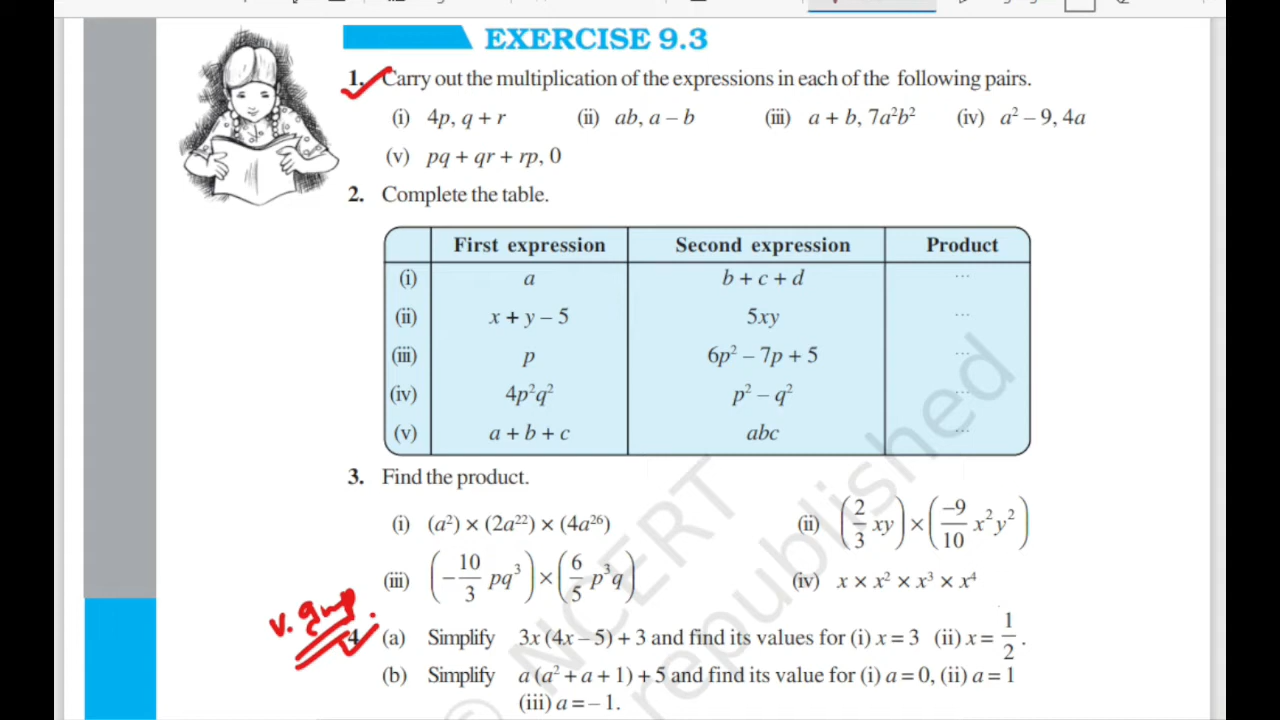 EXERCISE 9.3
1. Carry out the multiplication of the expressions in each of the following pairs.
(i) 4p, q + r (ii) ab, a – b (iii) a + b, 7a²b² (iv) a² – 9, 4a
(v) pq + qr + rp, 0
2. Complete the table.
First expression Second expression Product
(i) a b + c + d ...
(ii) x + y – 5 5xy ...
(iii) p 6p² – 7p + 5 ...
(iv) 4p²q² p² – q² ...
(v) a + b + c abc ...
3. Find the product.
(i) (a²) × (2a²²) × (4a²⁶) (ii) (2/3 xy) × (–9/10 x²y²)
(iii) (–10/3 pq³) × (6/5 p³q) (iv) x × x² × x³ × x⁴
v. Imp.
4. (a) Simplify 3x (4x – 5) + 3 and find its values for (i) x = 3 (ii) x = 1/2.
(b) Simplify a (a² + a + 1) + 5 and find its value for (i) a = 0, (ii) a = 1
(iii) a = – 1.
© NCERT
republished